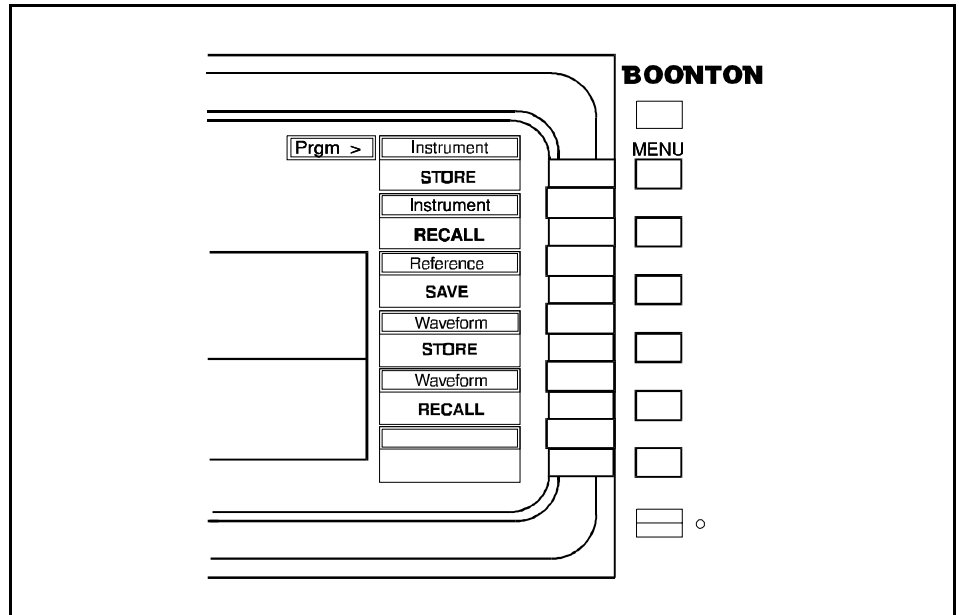 BOONTON
MENU
Prgm >
Instrument
STORE
Instrument
RECALL
Reference
SAVE
Waveform
STORE
Waveform
RECALL